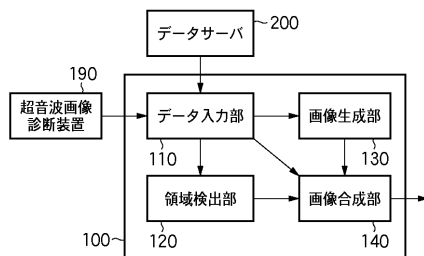 データサーバ
200
190
超音波画像
診断装置
データ入力部
画像生成部
110
130
領域検出部
画像合成部
100
120
140